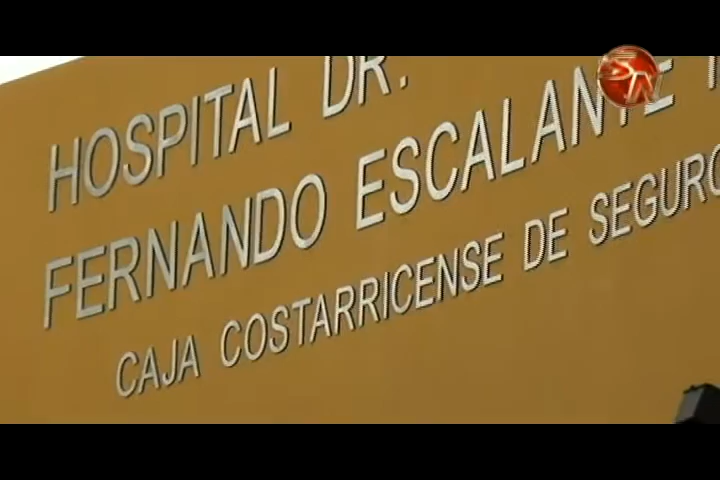 HOSPITAL DR.
FERNANDO ESCALANTE
CAJA COSTARRICENSE DE SEGURO